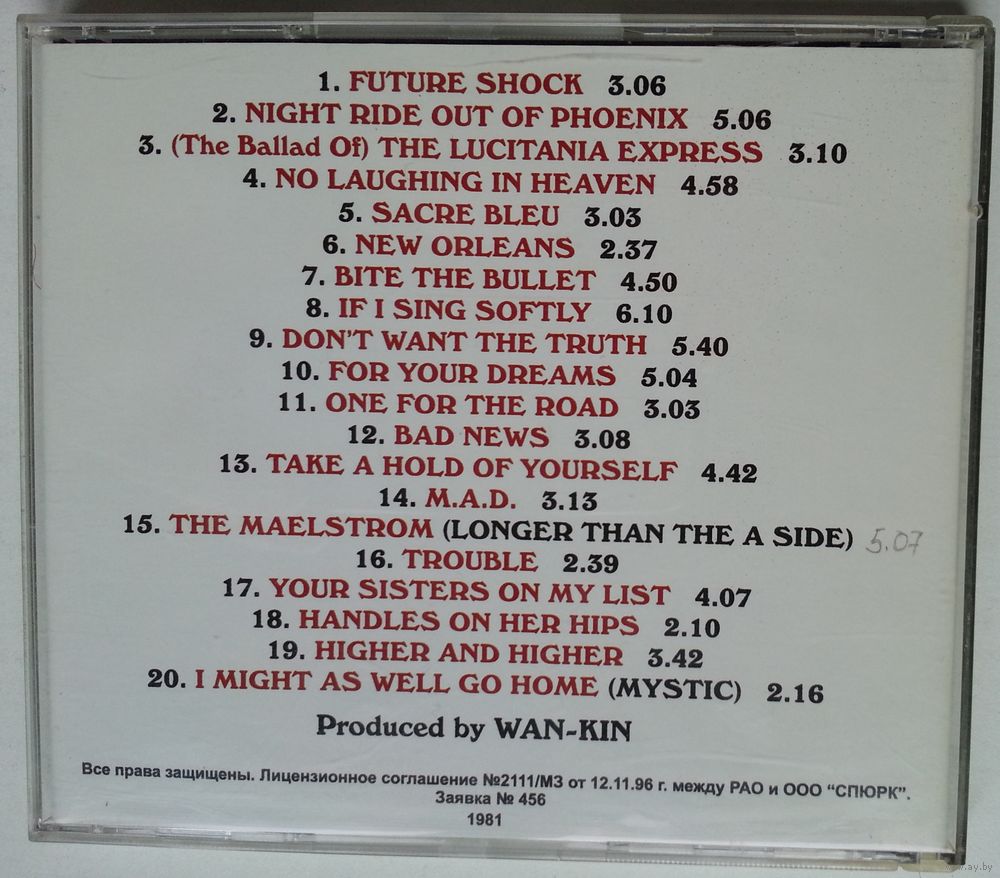 1. FUTURE SHOCK 3.06
2. NIGHT RIDE OUT OF PHOENIX 5.06
3. (The Ballad Of) THE LUCITANIA EXPRESS 3.10
4. NO LAUGHING IN HEAVEN 4.58
5. SACRE BLEU 3.03
6. NEW ORLEANS 2.37
7. BITE THE BULLET 4.50
8. IF I SING SOFTLY 6.10
9. DON'T WANT THE TRUTH 5.40
10. FOR YOUR DREAMS 5.04
11. ONE FOR THE ROAD 3.03
12. BAD NEWS 3.08
13. TAKE A HOLD OF YOURSELF 4.42
14. M.A.D. 3.13
15. THE MAELSTROM (LONGER THAN THE A SIDE) 5.07
16. TROUBLE 2.39
17. YOUR SISTERS ON MY LIST 4.07
18. HANDLES ON HER HIPS 2.10
19. HIGHER AND HIGHER 3.42
20. I MIGHT AS WELL GO HOME (MYSTIC) 2.16
Produced by WAN-KIN
Все права защищены. Лицензионное соглашение №2111/МЗ от 12.11.96 г. между РАО и ООО "СПЮРК".
Заявка № 456
1981
www.ay.by